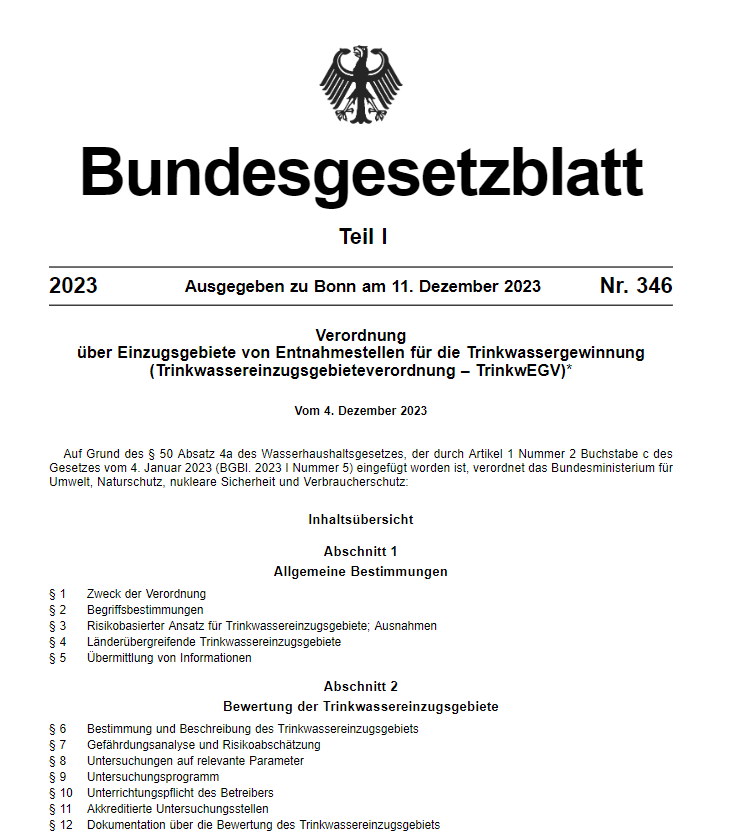 Bundesgesetzblatt
Teil I
2023 Ausgegeben zu Bonn am 11. Dezember 2023 Nr. 346
Verordnung
über Einzugsgebiete von Entnahmestellen für die Trinkwassergewinnung
(Trinkwassereinzugsgebieteverordnung – TrinkwEGV)*
Vom 4. Dezember 2023
Auf Grund des § 50 Absatz 4a des Wasserhaushaltsgesetzes, der durch Artikel 1 Nummer 2 Buchstabe c des
Gesetzes vom 4. Januar 2023 (BGBl. 2023 I Nummer 5) eingefügt worden ist, verordnet das Bundesministerium für
Umwelt, Naturschutz, nukleare Sicherheit und Verbraucherschutz:
Inhaltsübersicht
Abschnitt 1
Allgemeine Bestimmungen
§ 1 Zweck der Verordnung
§ 2 Begriffsbestimmungen
§ 3 Risikobasierter Ansatz für Trinkwassereinzugsgebiete; Ausnahmen
§ 4 Länderübergreifende Trinkwassereinzugsgebiete
§ 5 Übermittlung von Informationen
Abschnitt 2
Bewertung der Trinkwassereinzugsgebiete
§ 6 Bestimmung und Beschreibung des Trinkwassereinzugsgebiets
§ 7 Gefährdungsanalyse und Risikoabschätzung
§ 8 Untersuchungen auf relevante Parameter
§ 9 Untersuchungsprogramm
§ 10 Unterrichtungspflicht des Betreibers
§ 11 Akkreditierte Untersuchungsstellen
§ 12 Dokumentation über die Bewertung des Trinkwassereinzugsgebiets